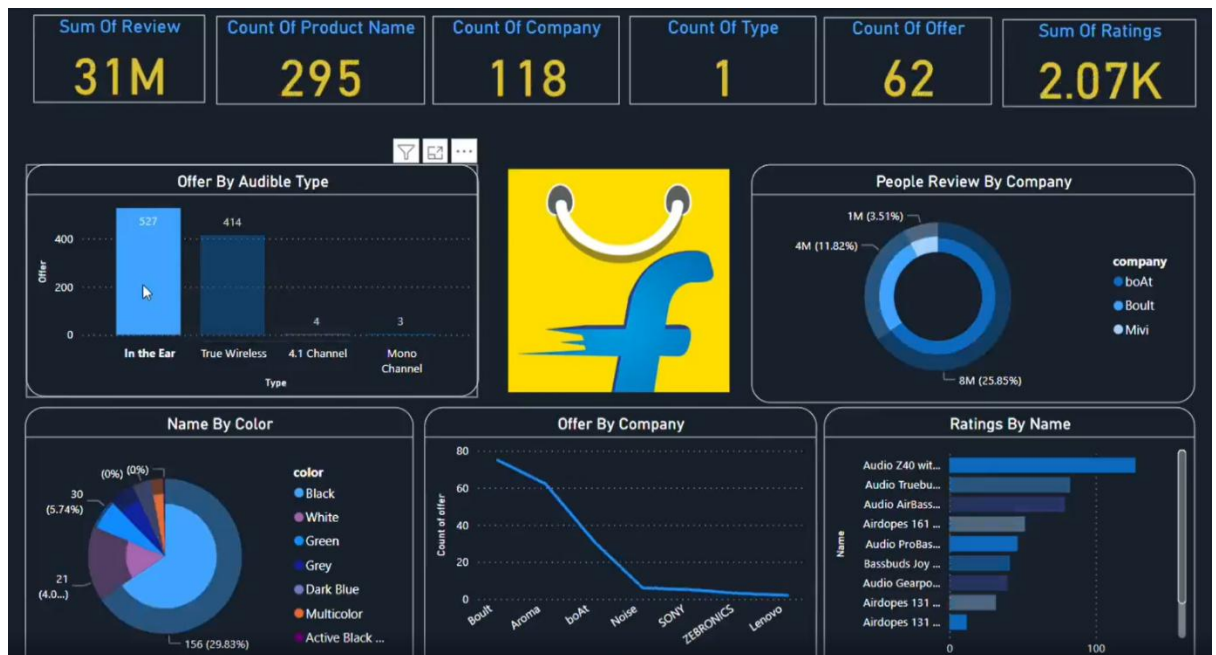 Sum Of Review
Count Of Product Name
Count Of Company
Count Of Type
Count Of Offer
Sum Of Ratings
31M
295
118
1
62
2.07K
Offer By Audible Type
Offer
400
200
0
527
414
4
3
In the Ear
True Wireless
4.1 Channel
Mono
Channel
Type
f
People Review By Company
1M (3.51%)
4M (11.82%)
8M (25.85%)
company
boAt
Boult
Mivi
Name By Color
(0%) (0%)
30
(5.74%)
21
(4.0...)
156 (29.83%)
color
Black
White
Green
Grey
Dark Blue
Multicolor
Active Black ...
Offer By Company
Count of offer
80
60
40
20
0
Boult
Aroma
boAt
Noise
SONY
ZEBRONICS
Lenovo
Ratings By Name
Name
Audio Z40 wit...
Audio Truebu...
Audio AirBass...
Airdopes 161 ...
Audio ProBas...
Bassbuds Joy ...
Audio Gearpo...
Airdopes 131 ...
Airdopes 131 ...
0
100